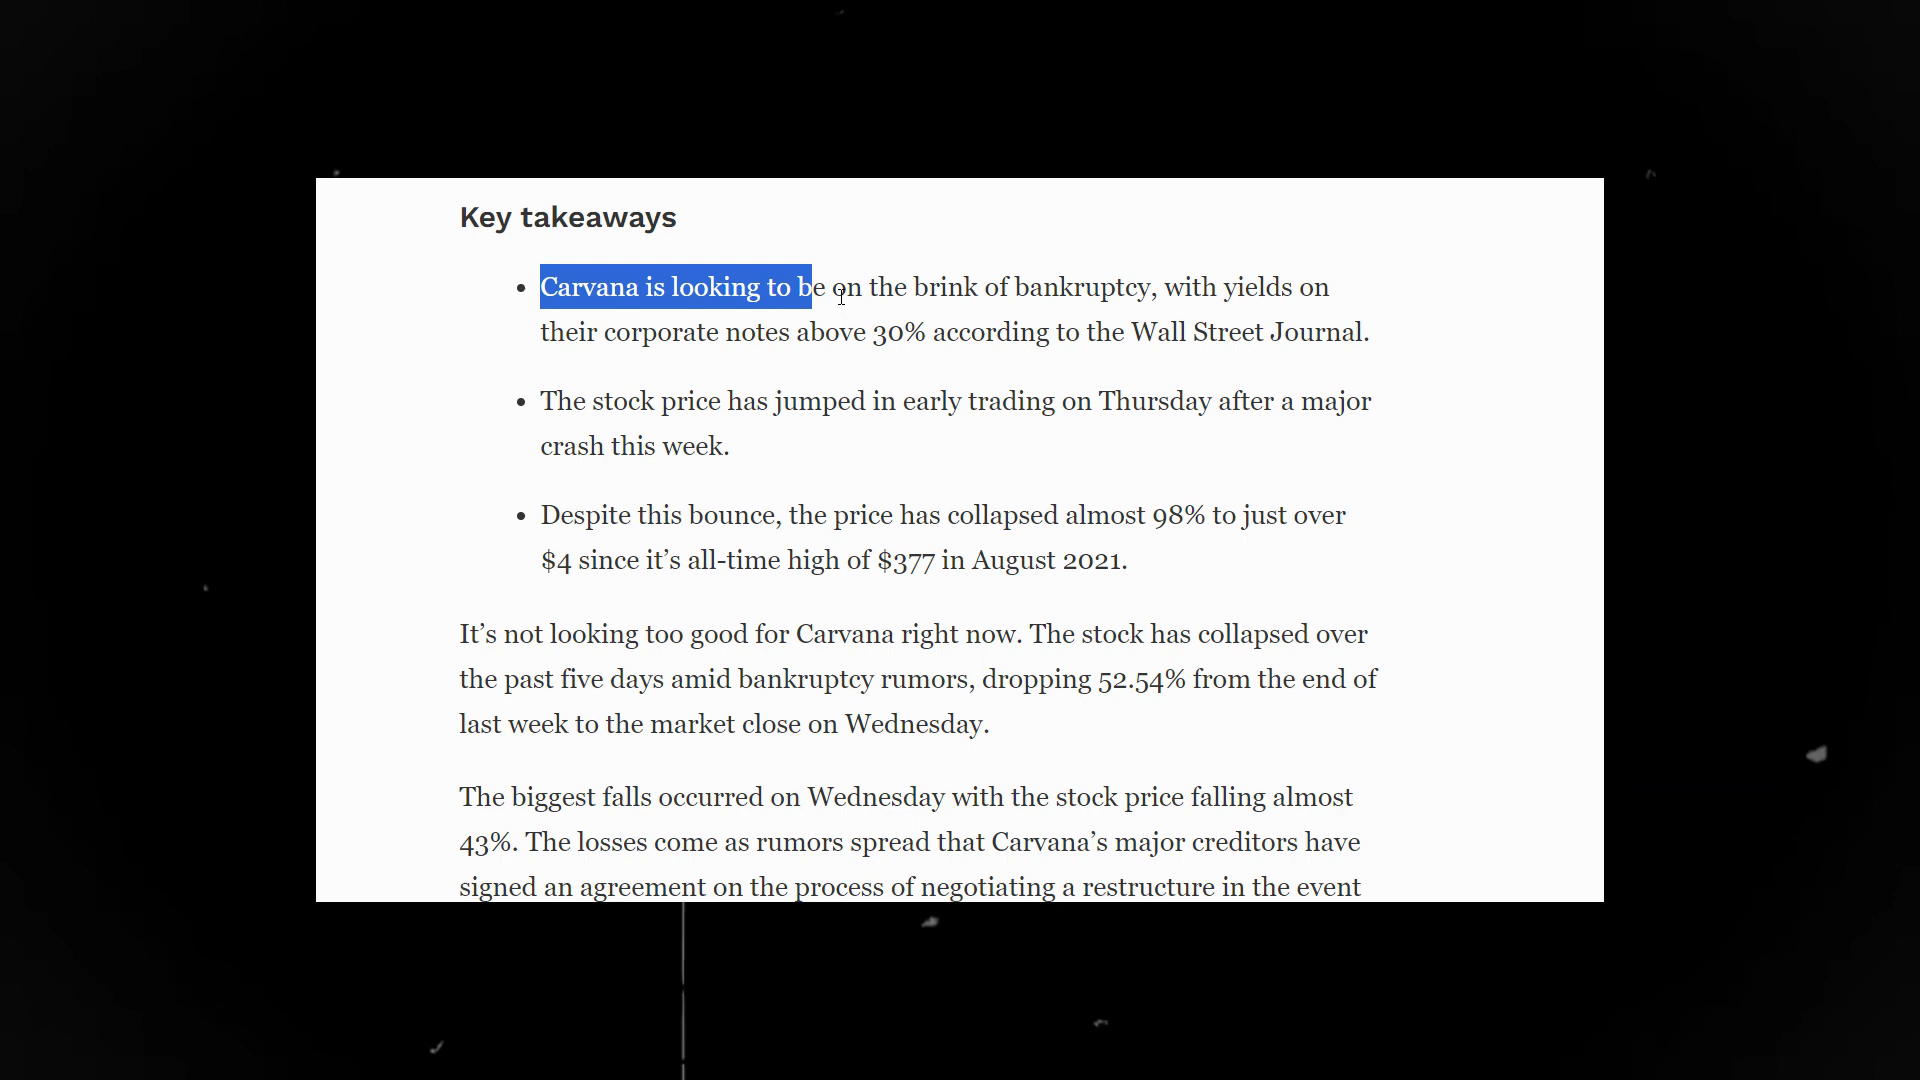 Key takeaways
• Carvana is looking to be on the brink of bankruptcy, with yields on
their corporate notes above 30% according to the Wall Street Journal.
• The stock price has jumped in early trading on Thursday after a major
crash this week.
• Despite this bounce, the price has collapsed almost 98% to just over
$4 since it’s all-time high of $377 in August 2021.
It’s not looking too good for Carvana right now. The stock has collapsed over
the past five days amid bankruptcy rumors, dropping 52.54% from the end of
last week to the market close on Wednesday.
The biggest falls occurred on Wednesday with the stock price falling almost
43%. The losses come as rumors spread that Carvana’s major creditors have
signed an agreement on the process of negotiating a restructure in the event